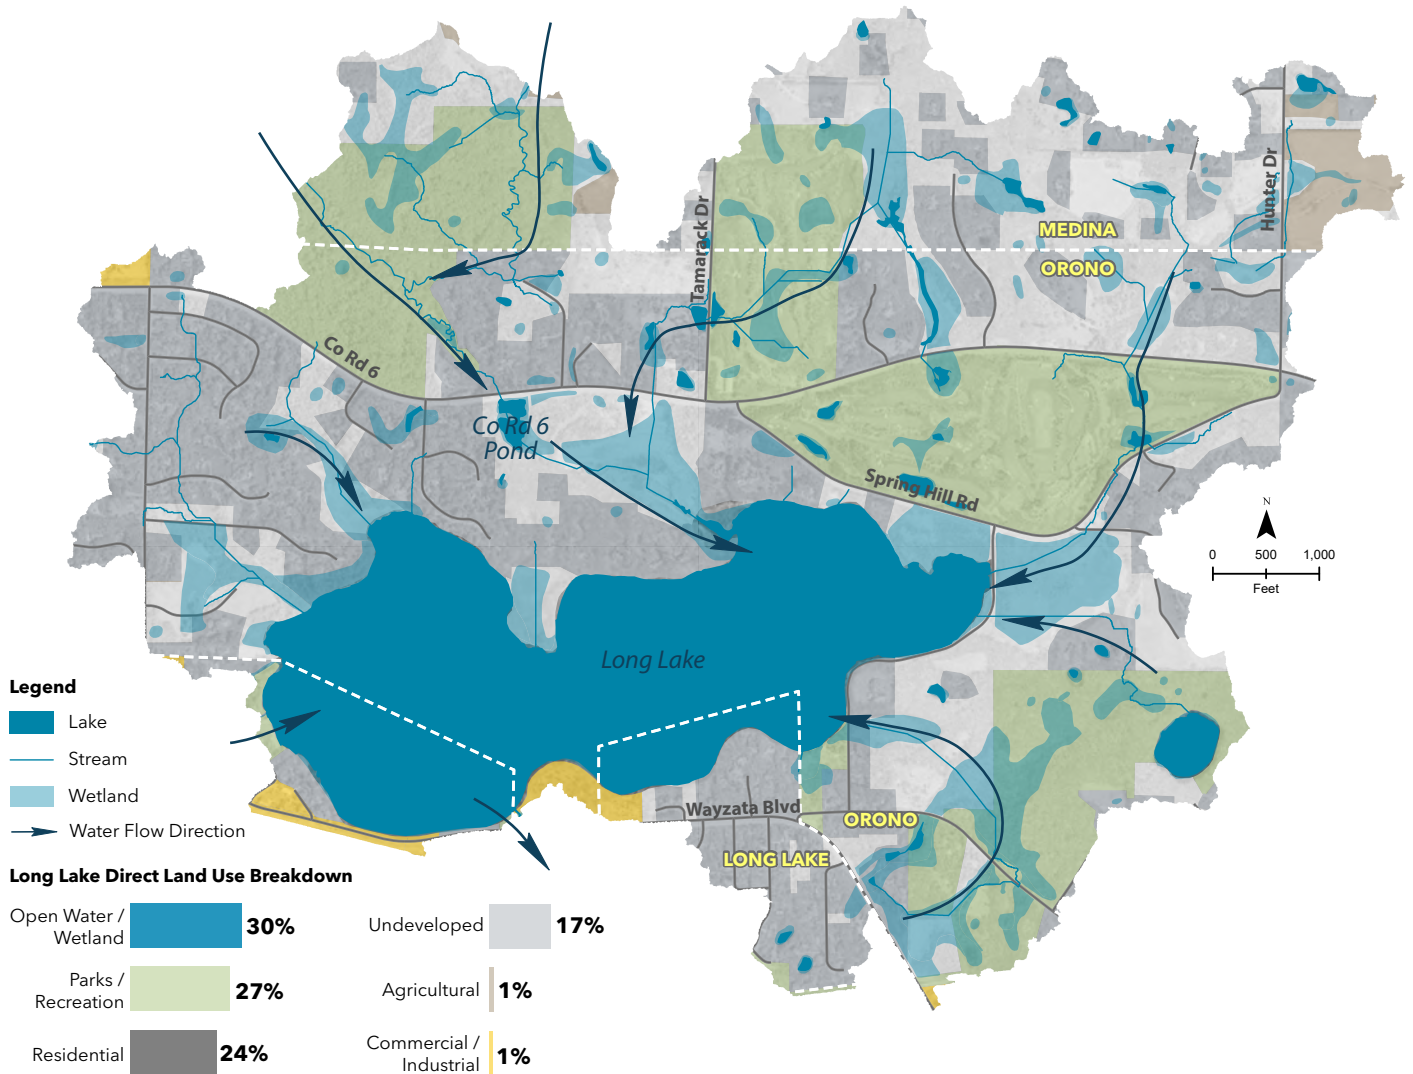 Hunter Dr
Tamarack Dr
MEDINA
ORONO
Co Rd 6
Co Rd 6
Pond
Spring Hill Rd
N
0 500 1,000
Feet
Long Lake
Wayzata Blvd
ORONO
LONG LAKE
Legend
Lake
Stream
Wetland
Water Flow Direction
Long Lake Direct Land Use Breakdown
Open Water /
Wetland
30%
Parks /
Recreation
27%
Residential
24%
Undeveloped
17%
Agricultural
1%
Commercial /
Industrial
1%